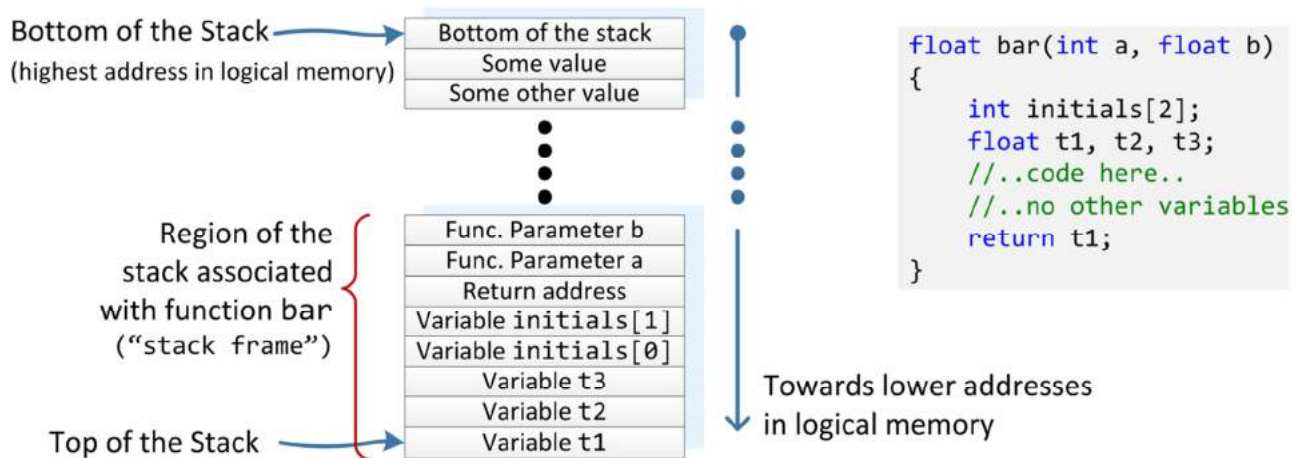 Bottom of the Stack
(highest address in logical memory)
Bottom of the stack
Some value
Some other value
Region of the
stack associated
with function bar
("stack frame")
Func. Parameter b
Func. Parameter a
Return address
Variable initials[1]
Variable initials[0]
Variable t3
Variable t2
Variable t1
Top of the Stack
Towards lower addresses
in logical memory
float bar(int a, float b)
{
int initials[2];
float t1, t2, t3;
//..code here..
//..no other variables
return t1;
}